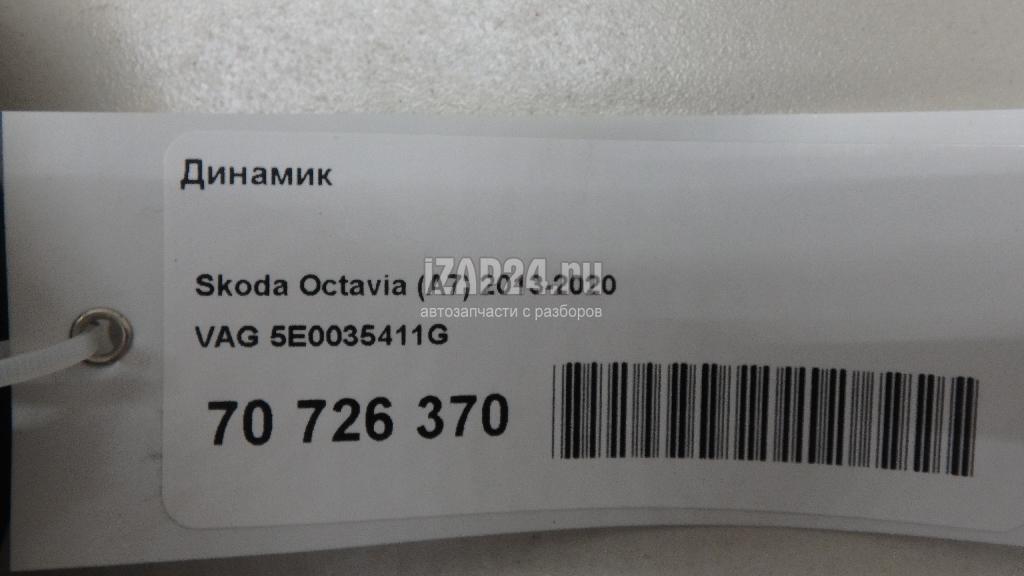 Динамик
iZAP24.ru
Skoda Octavia (A7) 2013-2020
автозапчасти с разборов
VAG 5E0035411G
70 726 370